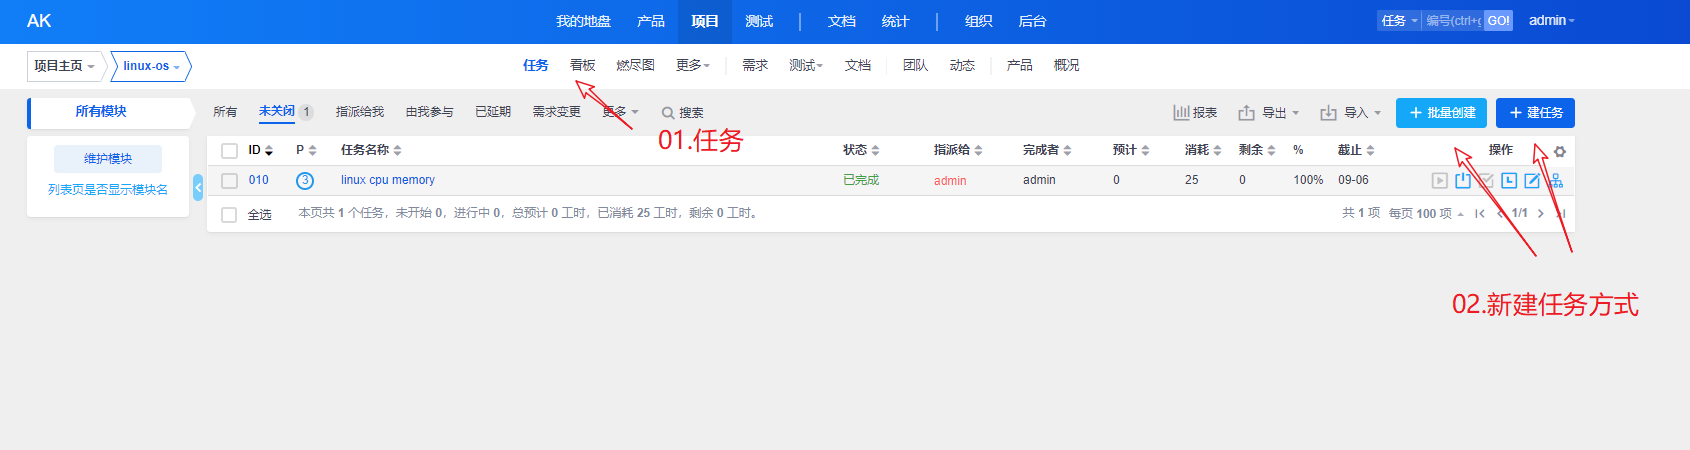 AK 我的地盘 产品 项目 测试 文档 统计 组织 后台 任务 编号(ctrl+g GO! admin
项目主页 linux-os 任务 看板 燃尽图 更多 需求 测试 文档 团队 动态 产品 概况
所有模块 所有 未关闭 1 指派给我 由我参与 已延期 需求变更 更多 搜索 报表 导出 导入 + 批量创建 + 建任务
01.任务
ID P 任务名称 状态 指派给 完成者 预计 消耗 剩余 % 截止 操作
维护模块
010 3 linux cpu memory 已完成 admin admin 0 25 0 100% 09-06
列表页是否显示模块名
全选 本页共 1 个任务，未开始 0，进行中 0，总预计 0 工时，已消耗 25 工时，剩余 0 工时。 共 1 项 每页 100 项 1/1
02.新建任务方式